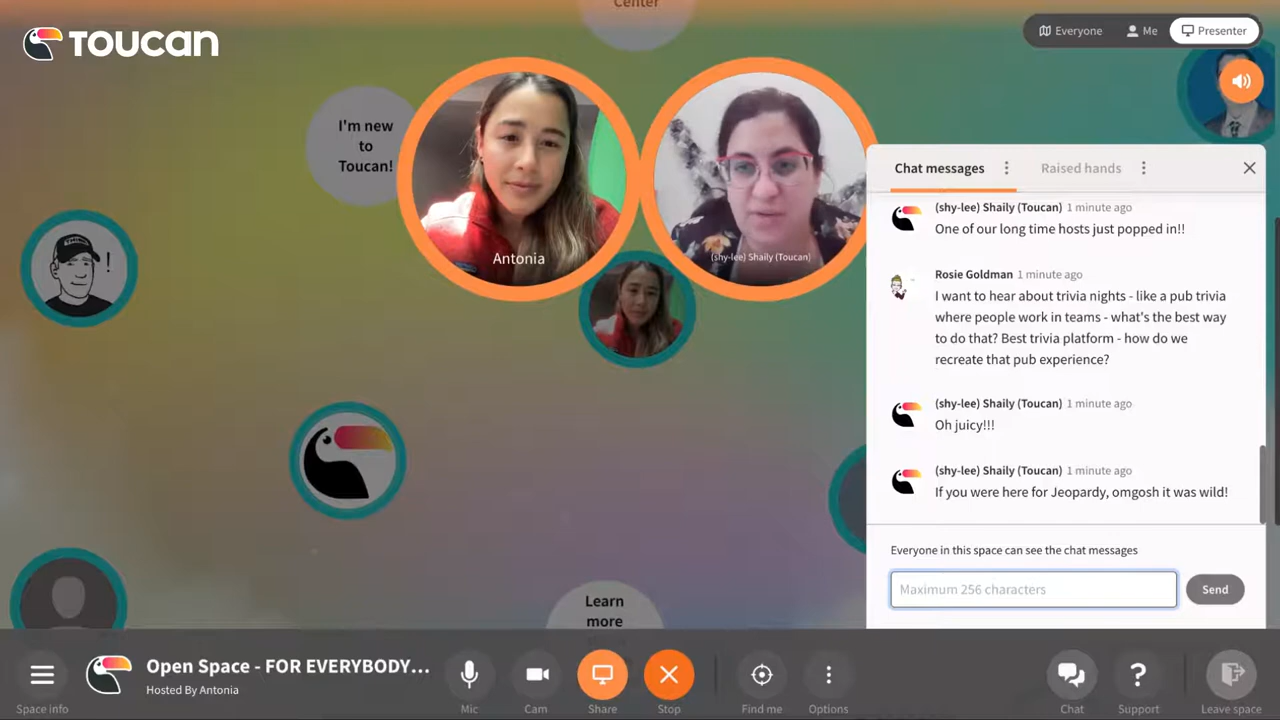 Center
TOUCAN
Everyone
Me
Presenter
I'm new
to
Toucan!
Antonia
(shy-lee) Shaily (Toucan)
!
Chat messages
Raised hands
(shy-lee) Shaily (Toucan) 1 minute ago
One of our long time hosts just popped in!!
Rosie Goldman 1 minute ago
I want to hear about trivia nights - like a pub trivia
where people work in teams - what's the best way
to do that? Best trivia platform - how do we
recreate that pub experience?
(shy-lee) Shaily (Toucan) 1 minute ago
Oh juicy!!!
(shy-lee) Shaily (Toucan) 1 minute ago
If you were here for Jeopardy, omgosh it was wild!
Everyone in this space can see the chat messages
Maximum 256 characters
Send
Learn
more
Open Space - FOR EVERYBODY...
Hosted By Antonia
Space info
Mic
Cam
Share
Stop
Find me
Options
Chat
?
Support
Leave space